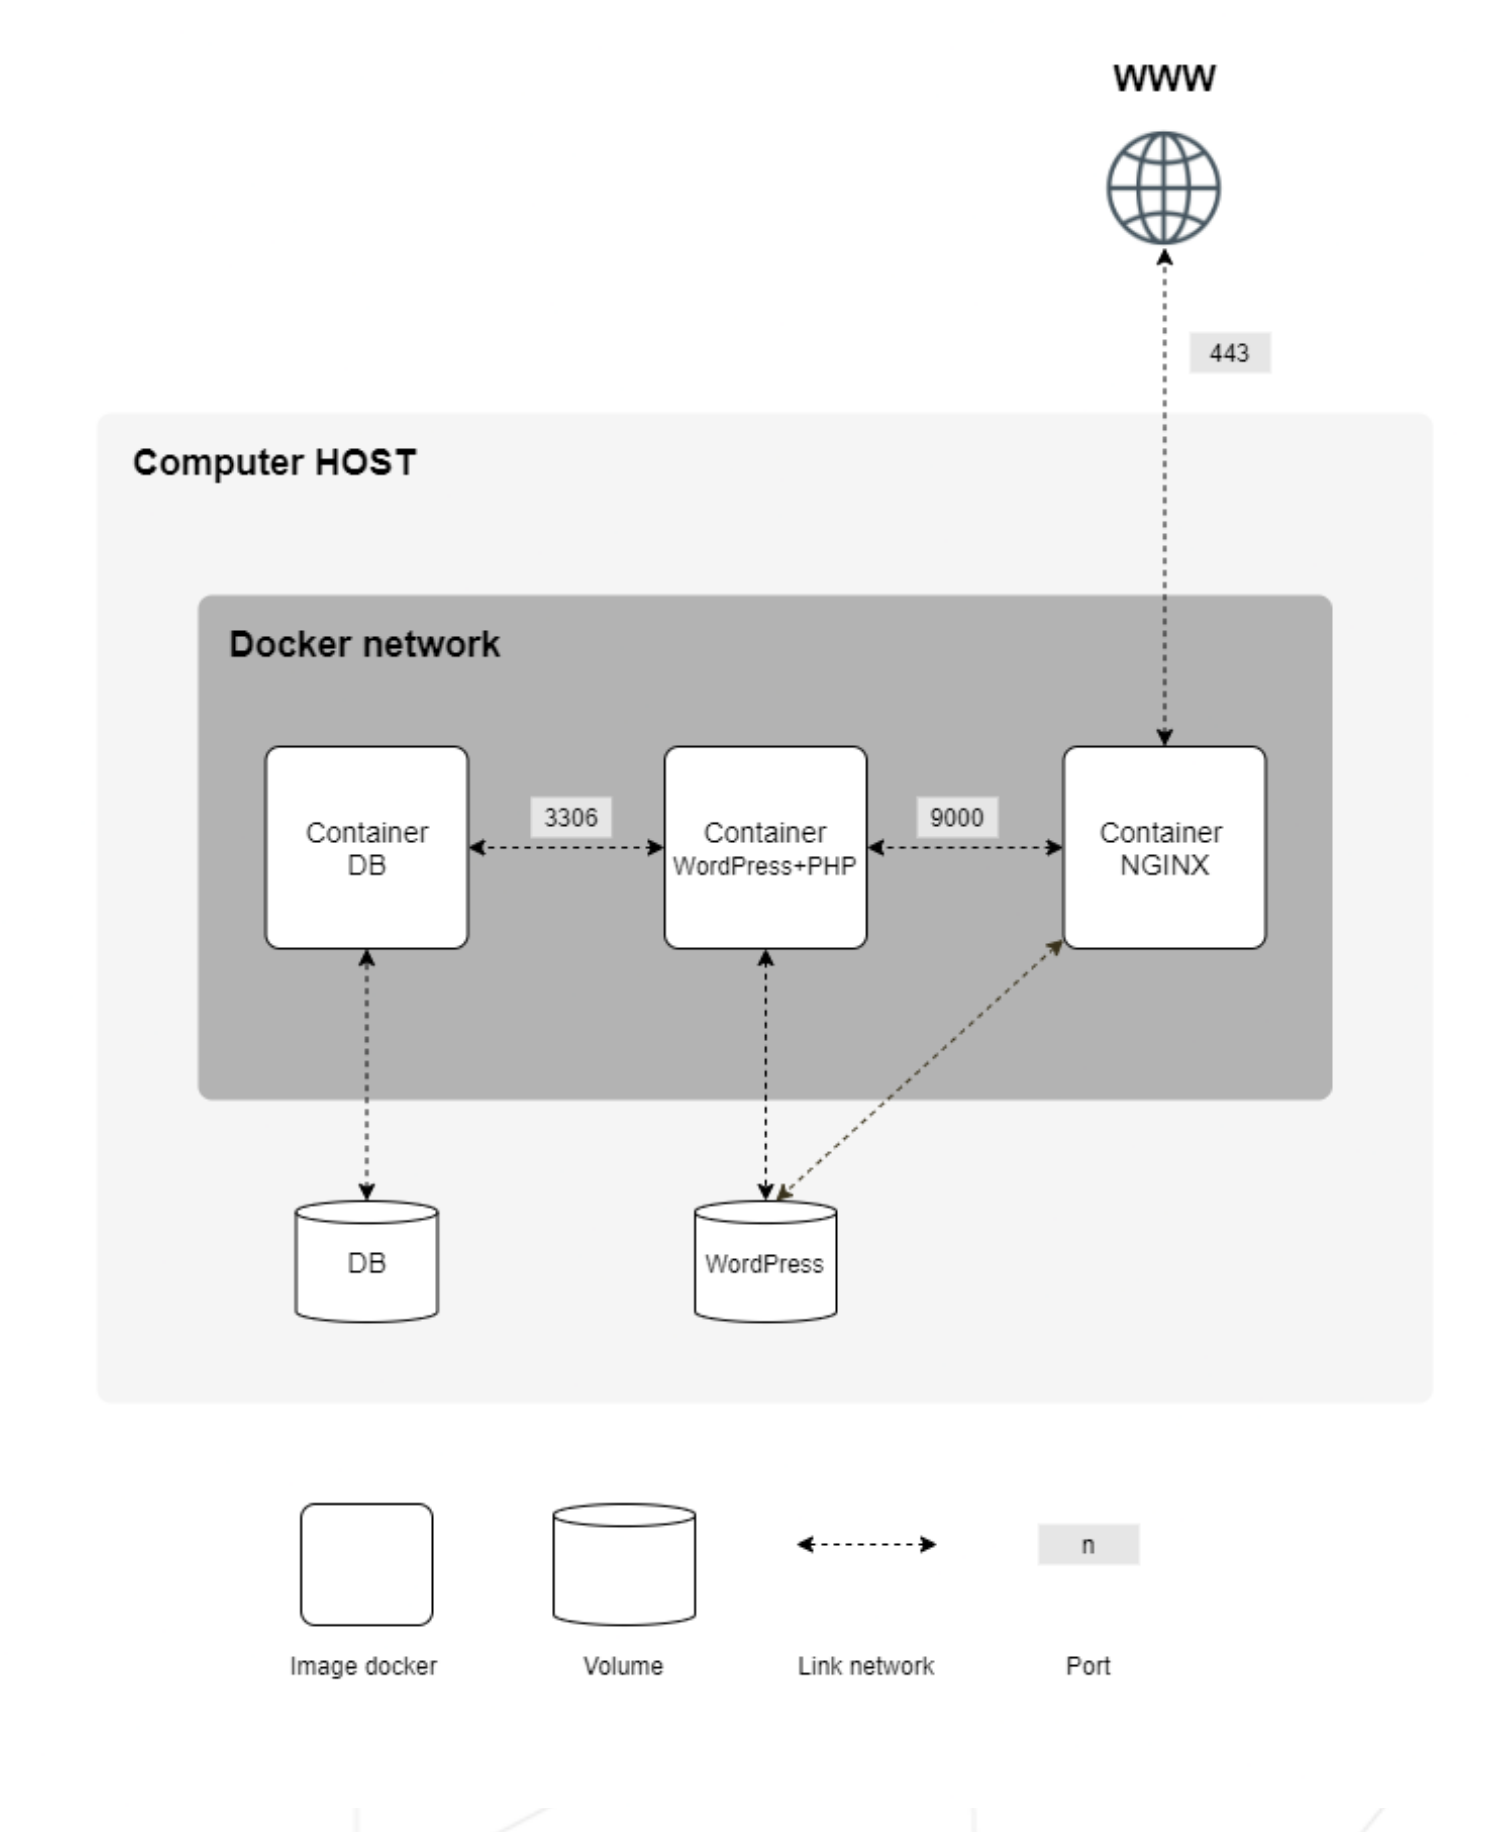 WWW
443
Computer HOST
Docker network
Container
DB
3306
Container
WordPress+PHP
9000
Container
NGINX
DB
WordPress
n
Image docker
Volume
Link network
Port